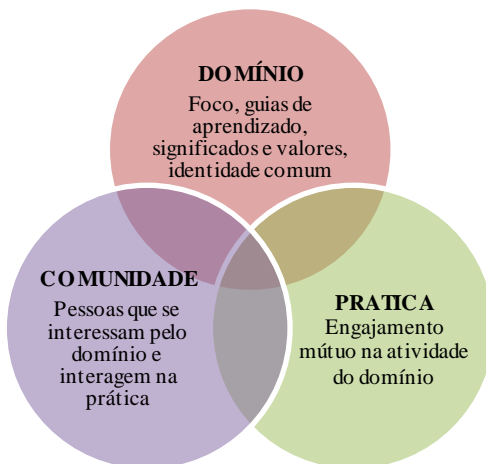 DOMÍNIO
Foco, guias de
aprendizado,
significados e valores,
identidade comum
COMUNIDADE
Pessoas que se
interessam pelo
domínio e
interagem na
prática
PRATICA
Engajamento
mútuo na atividade
do domínio